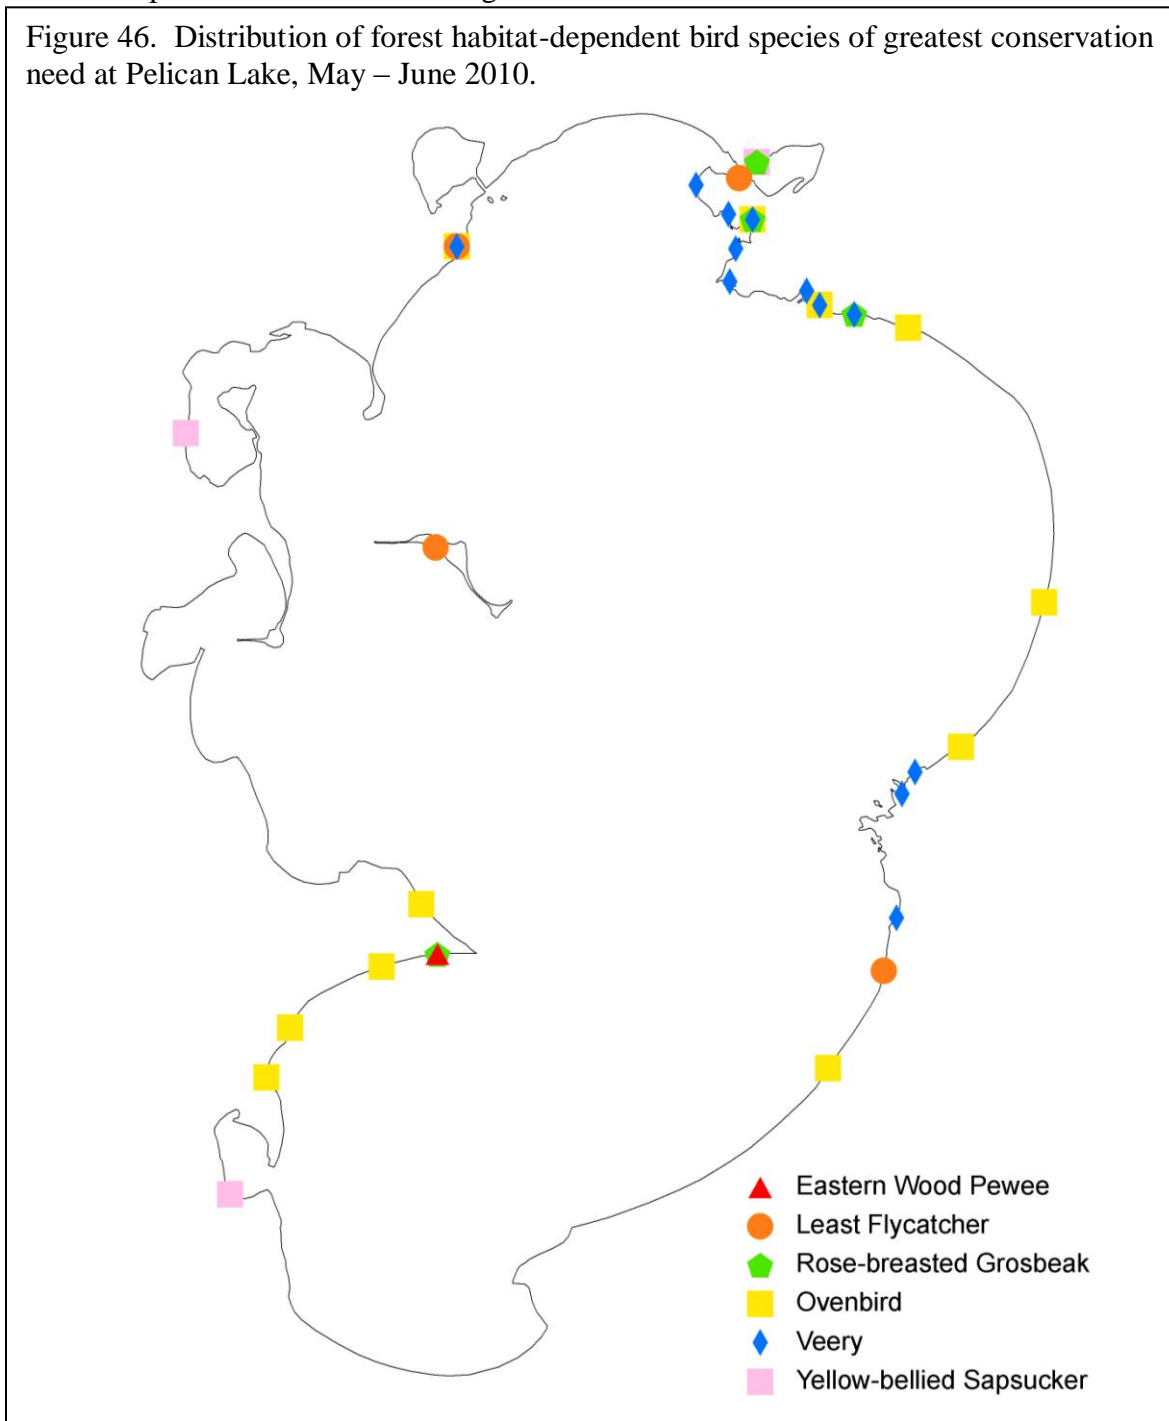 Figure 46.  Distribution of forest habitat-dependent bird species of greatest conservation
need at Pelican Lake, May – June 2010.
Eastern Wood Pewee
Least Flycatcher
Rose-breasted Grosbeak
Ovenbird
Veery
Yellow-bellied Sapsucker